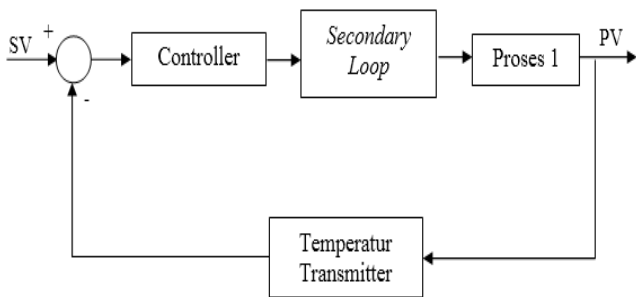 SV
+
-
Controller
Secondary
Loop
Proses 1
PV
Temperatur
Transmitter